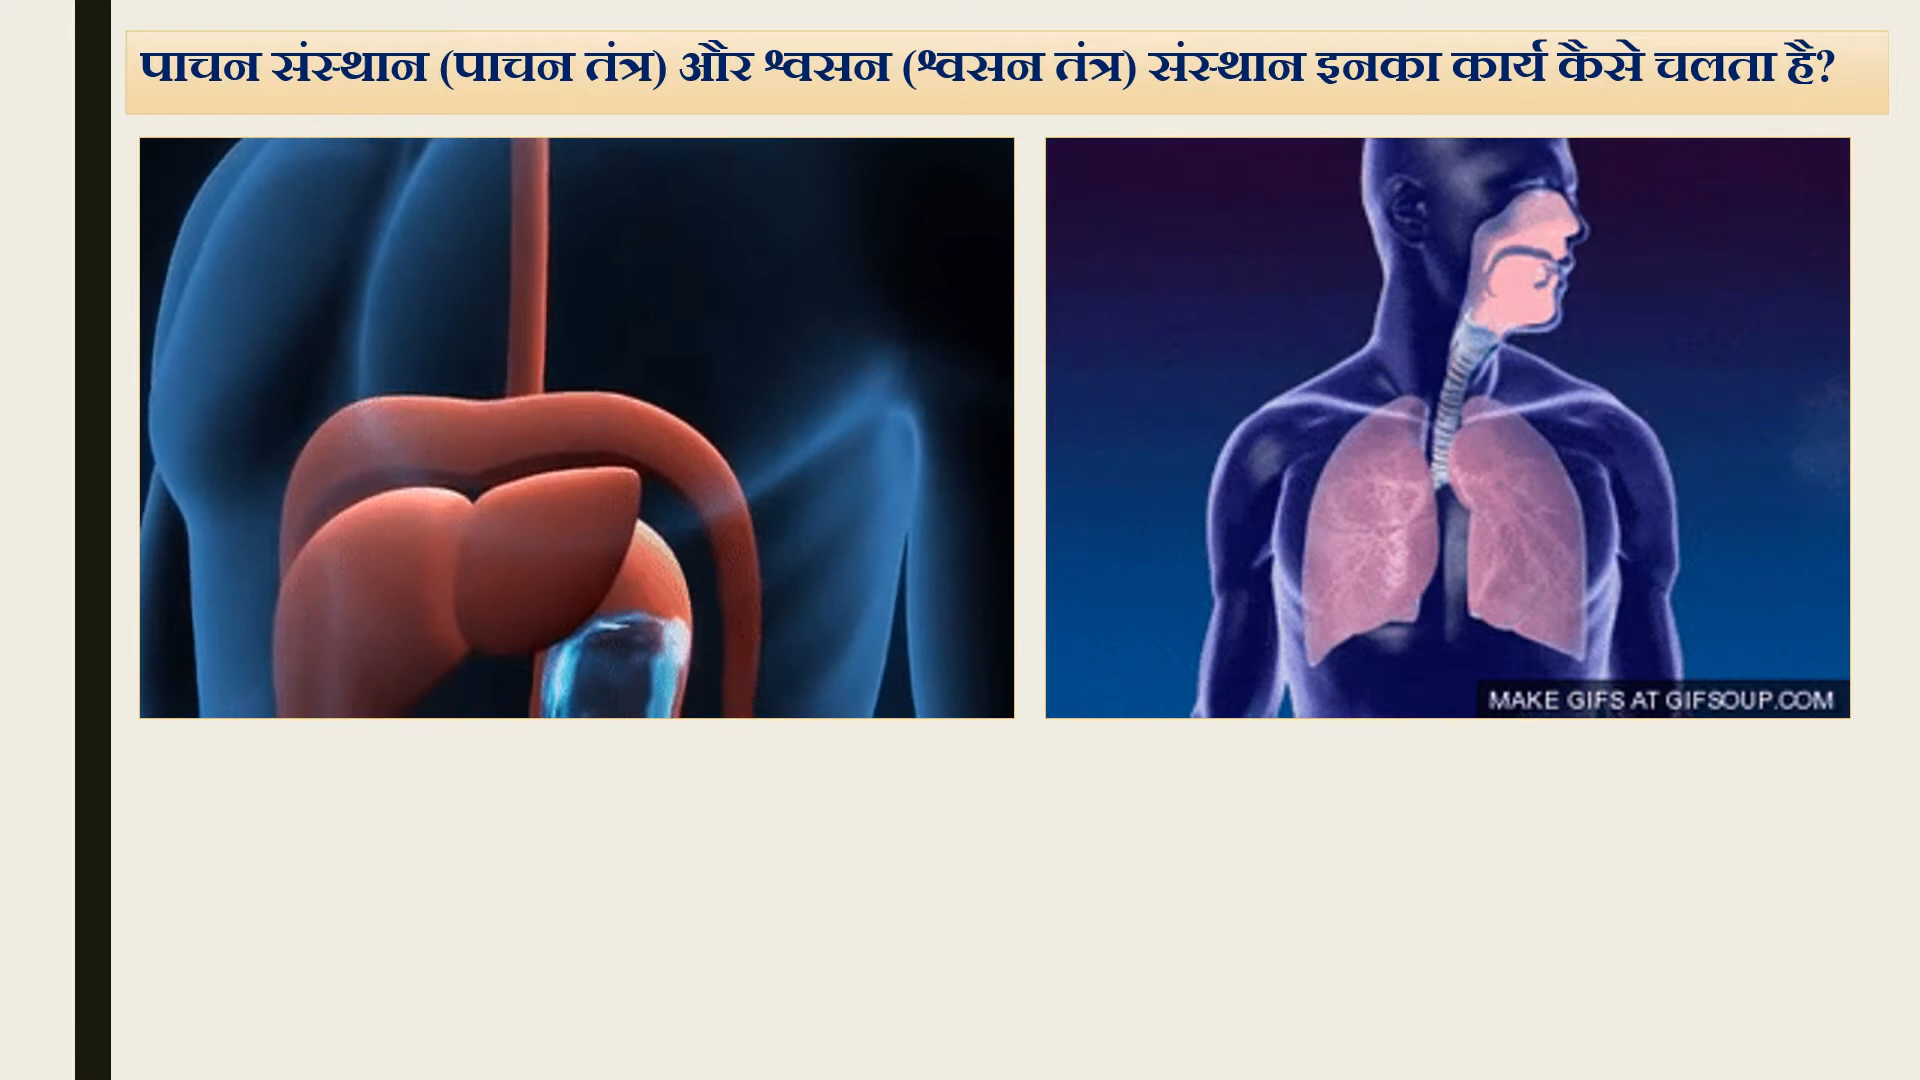 पाचन संस्थान (पाचन तंत्र) और श्वसन (श्वसन तंत्र) संस्थान इनका कार्य कैसे चलता है?
MAKE GIFS AT GIFSOUP.COM